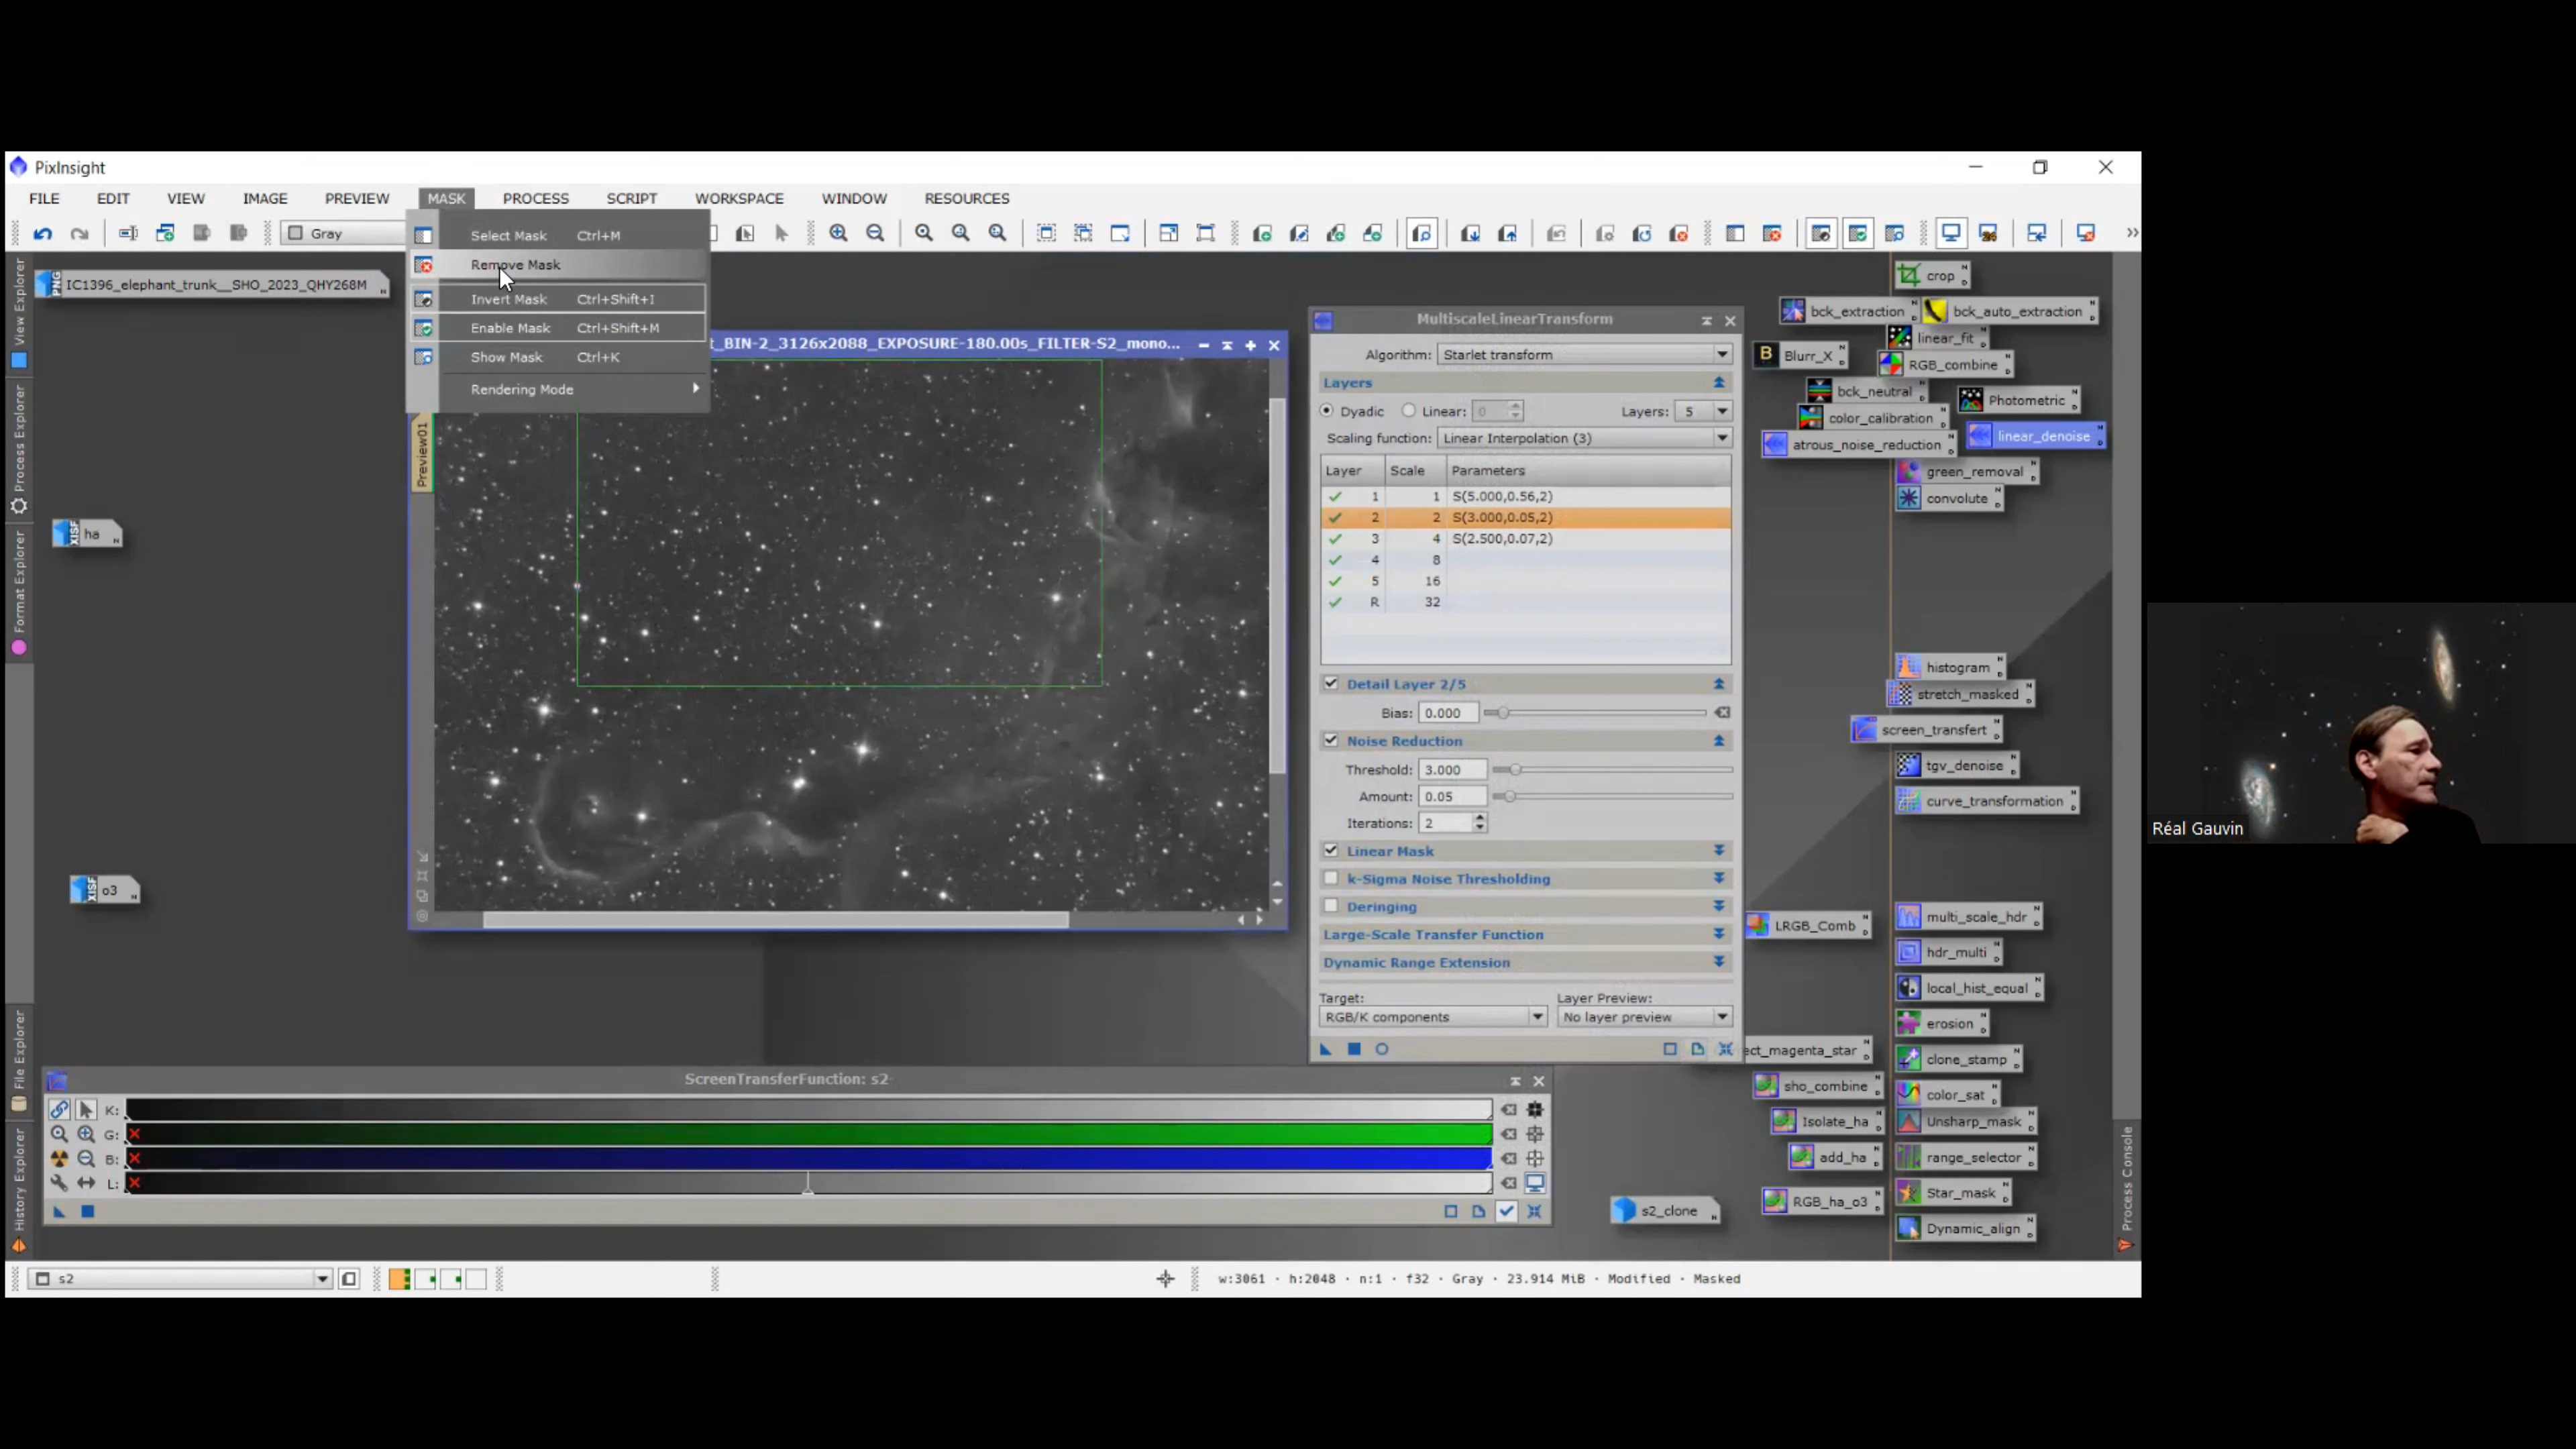 PixInsight
FILE EDIT VIEW IMAGE PREVIEW MASK PROCESS SCRIPT WORKSPACE WINDOW RESOURCES
Gray
Select Mask Ctrl+M
Remove Mask
Invert Mask Ctrl+Shift+I
Enable Mask Ctrl+Shift+M
Show Mask Ctrl+K
Rendering Mode
View Explorer
Process Explorer
Format Explorer
File Explorer
History Explorer
PNG
IC1396_elephant_trunk__SHO_2023_QHY268M N
XISF
ha N
XISF
o3 N
t_BIN-2_3126x2088_EXPOSURE-180.00s_FILTER-S2_mono...
Preview01
MultiscaleLinearTransform
Algorithm: Starlet transform
Layers
Dyadic Linear: 0 Layers: 5
Scaling function: Linear Interpolation (3)
Layer Scale Parameters
1 1 S(5.000,0.56,2)
2 2 S(3.000,0.05,2)
3 4 S(2.500,0.07,2)
4 8
5 16
R 32
Detail Layer 2/5
Bias: 0.000
Noise Reduction
Threshold: 3.000
Amount: 0.05
Iterations: 2
Linear Mask
k-Sigma Noise Thresholding
Deringing
Large-Scale Transfer Function
Dynamic Range Extension
Target: Layer Preview:
RGB/K components No layer preview
crop
bck_extraction
bck_auto_extraction
linear_fit
B Blurr_X
RGB_combine
bck_neutral
Photometric
color_calibration
linear_denoise
atrous_noise_reduction
green_removal
convolute
histogram
stretch_masked
screen_transfert
tgv_denoise
curve_transformation
multi_scale_hdr
LRGB_Comb
hdr_multi
local_hist_equal
erosion
ect_magenta_star
clone_stamp
sho_combine
color_sat
Isolate_ha
Unsharp_mask
add_ha
range_selector
Star_mask
RGB_ha_o3
Dynamic_align
s2_clone
Process Console
ScreenTransferFunction: s2
K:
G:
B:
L:
s2
w:3061 · h:2048 · n:1 · f32 · Gray · 23.914 MiB · Modified · Masked
Réal Gauvin